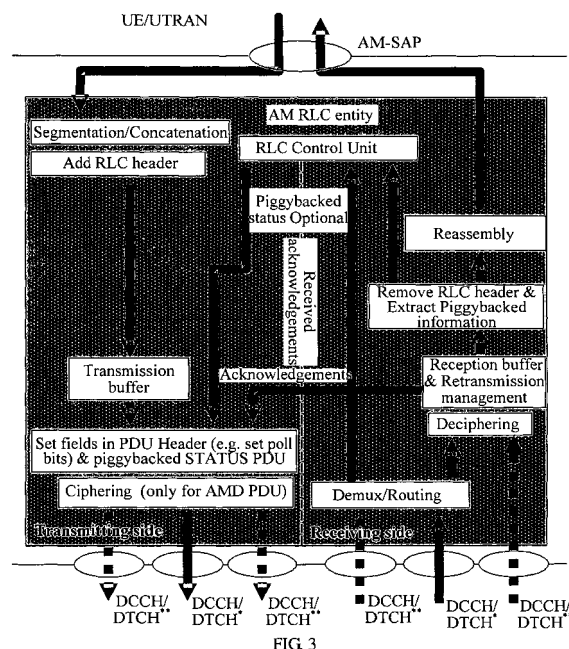 UE/UTRAN
AM-SAP
AM RLC entity
Segmentation/Concatenation
Add RLC header
RLC Control Unit
Piggybacked
status Optional
Received
acknowledgements
Reassembly
Remove RLC header &
Extract Piggybacked
information
Transmission
buffer
Acknowledgements
Reception buffer
& Retransmission
management
Deciphering
Set fields in PDU Header (e.g. set poll
bits) & piggybacked STATUS PDU
Ciphering (only for AMD PDU)
Demux/Routing
Transmitting side
Receiving side
DCCH/
DTCH**
DCCH/
DTCH*
DCCH/
DTCH**
DCCH/
DTCH**
DCCH/
DTCH*
DCCH/
DTCH**
FIG. 3